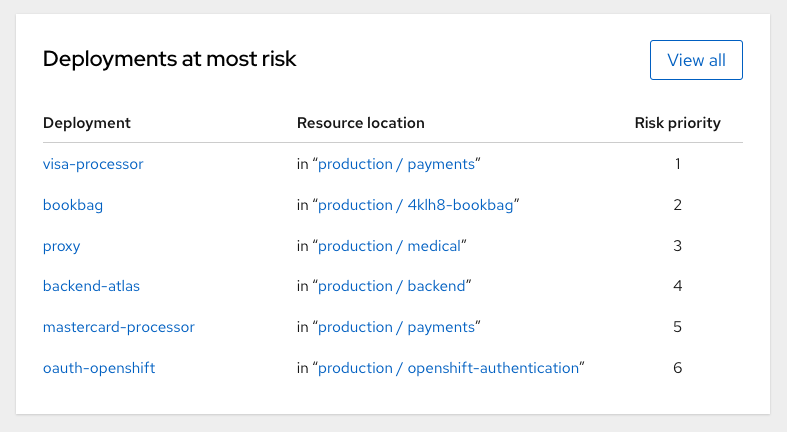 Deployments at most risk View all
Deployment Resource location Risk priority
visa-processor in “production / payments” 1
bookbag in “production / 4klh8-bookbag” 2
proxy in “production / medical” 3
backend-atlas in “production / backend” 4
mastercard-processor in “production / payments” 5
oauth-openshift in “production / openshift-authentication” 6